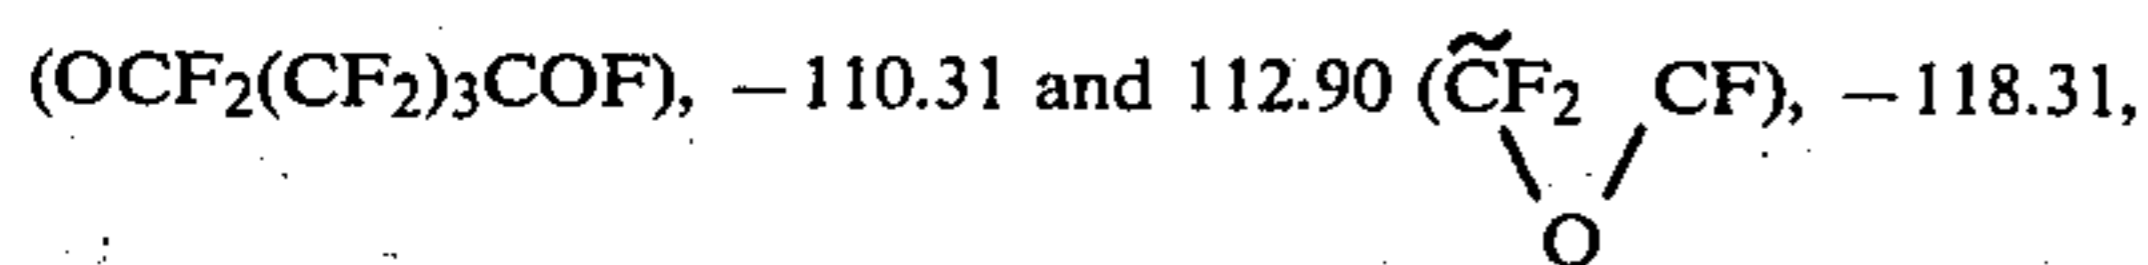 (OCF₂(CF₂)₃COF), −110.31 and 112.90 (C̃F₂ CF), −118.31,
O